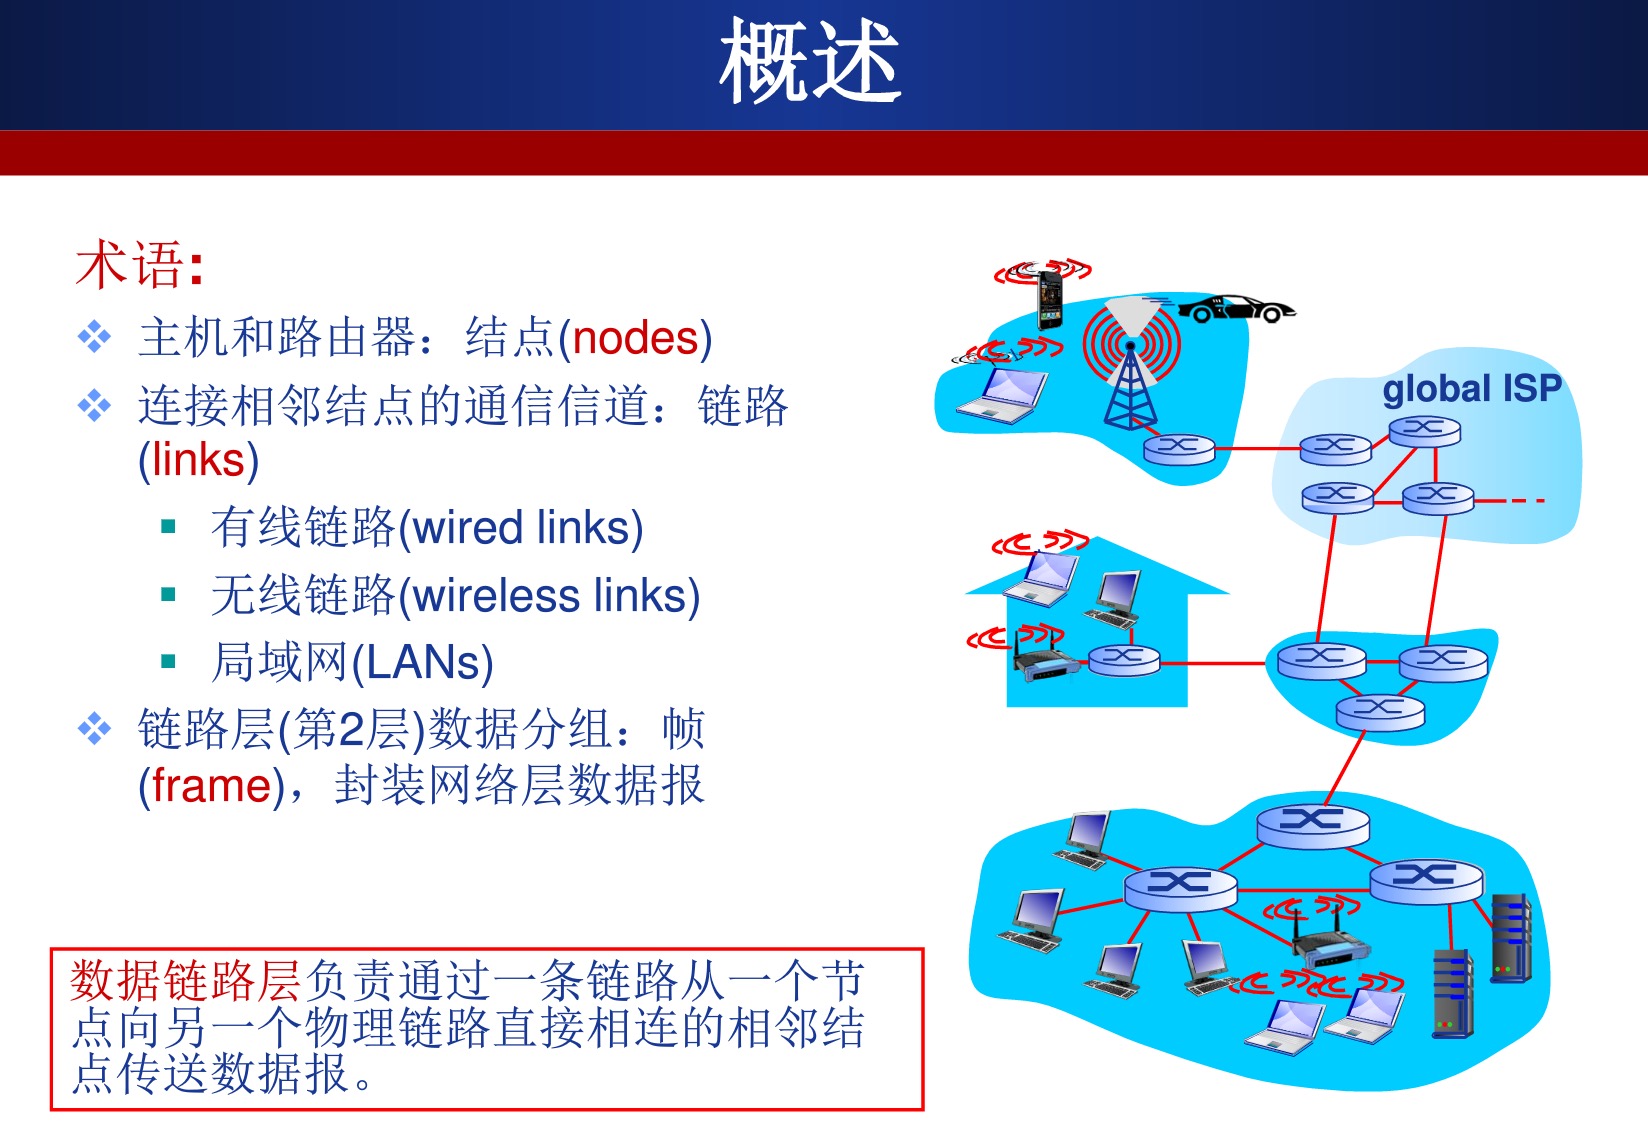 概述
术语:
主机和路由器：结点(nodes)
连接相邻结点的通信信道：链路
(links)
有线链路(wired links)
无线链路(wireless links)
局域网(LANs)
链路层(第2层)数据分组：帧
(frame)，封装网络层数据报
数据链路层负责通过一条链路从一个节
点向另一个物理链路直接相连的相邻结
点传送数据报。
global ISP